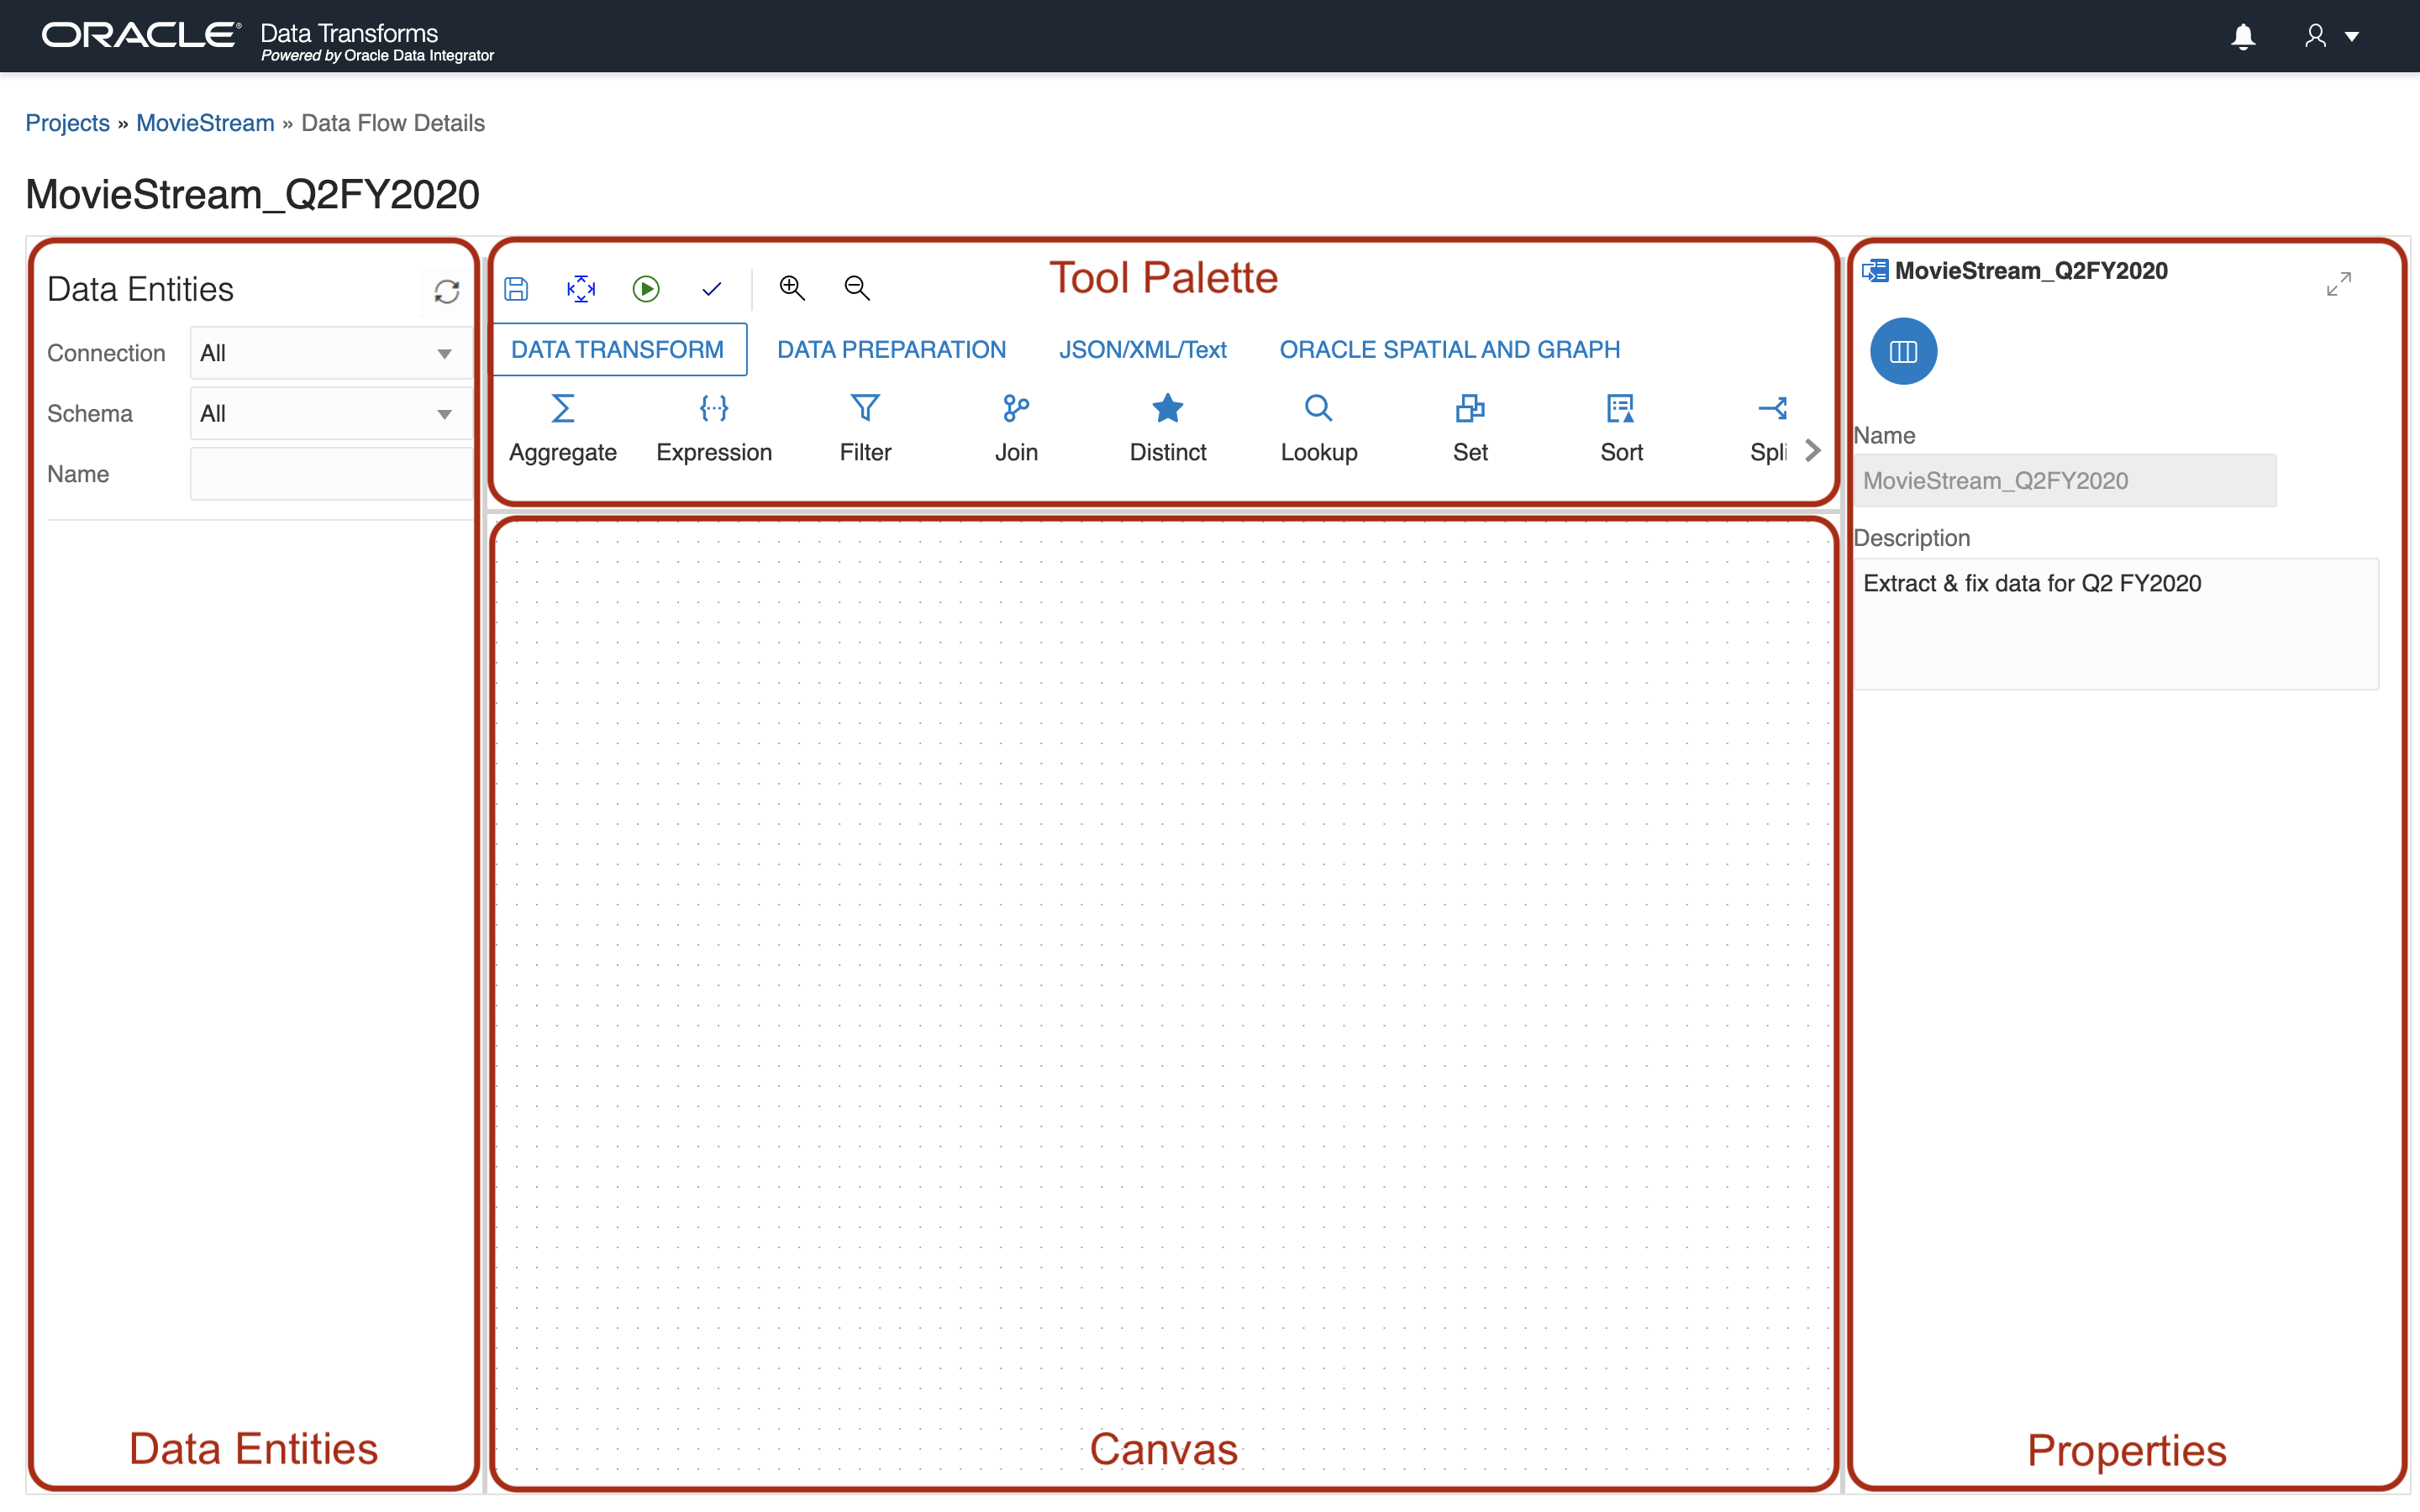 ORACLE® Data Transforms
Powered by Oracle Data Integrator
Projects » MovieStream » Data Flow Details
MovieStream_Q2FY2020
Data Entities
Connection All
Schema All
Name
Tool Palette
DATA TRANSFORM DATA PREPARATION JSON/XML/Text ORACLE SPATIAL AND GRAPH
Aggregate Expression Filter Join Distinct Lookup Set Sort Spli
MovieStream_Q2FY2020
Name
MovieStream_Q2FY2020
Description
Extract & fix data for Q2 FY2020
Data Entities
Canvas
Properties